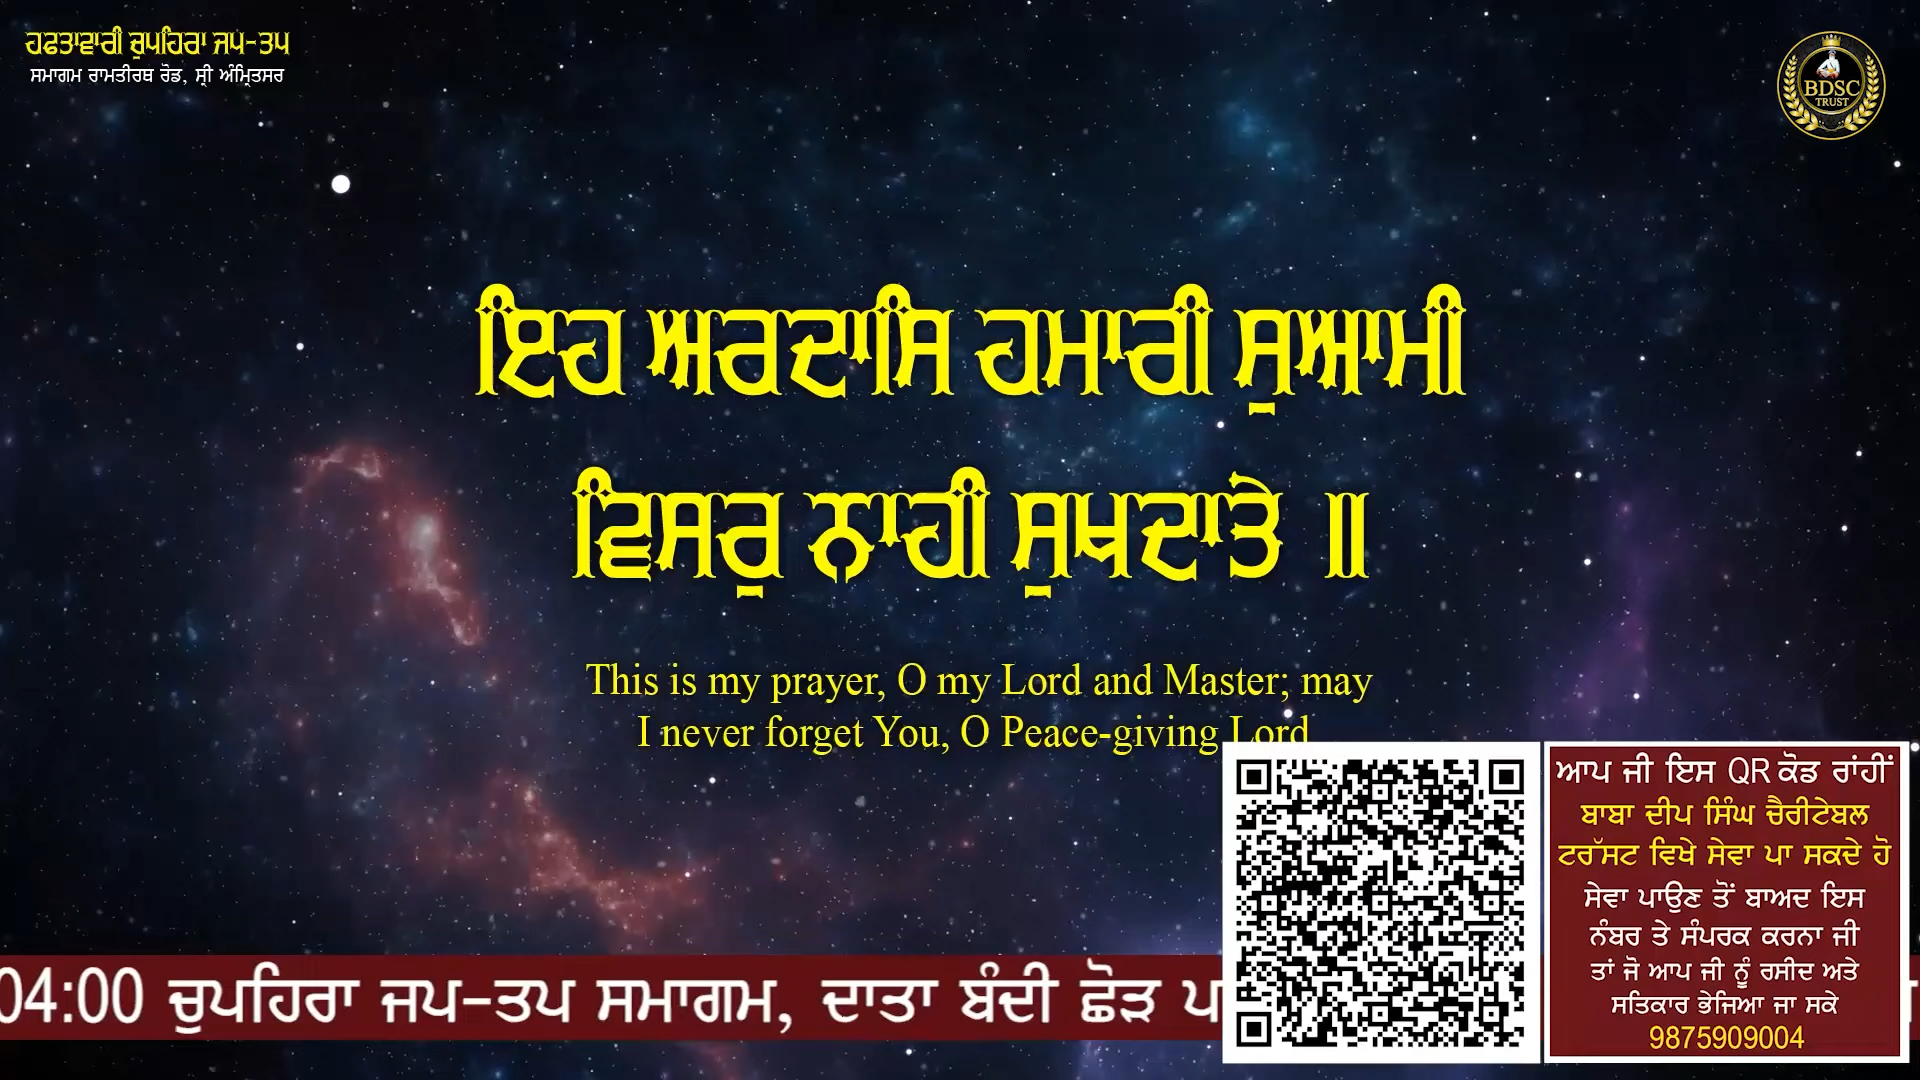 ਹਫਤਾਵਾਰੀ ਚੁਪਹਿਰਾ ਜਪ-ਤਪ
ਸਮਾਗਮ ਰਾਮਤੀਰਥ ਰੋਡ, ਸ੍ਰੀ ਅੰਮ੍ਰਿਤਸਰ
BDSC
TRUST
ਇਹ ਅਰਦਾਸਿ ਹਮਾਰੀ ਸੁਆਮੀ
ਵਿਸਰੁ ਨਾਹੀ ਸੁਖਦਾਤੇ ॥
This is my prayer, O my Lord and Master; may
I never forget You, O Peace-giving Lord
ਆਪ ਜੀ ਇਸ QR ਕੋਡ ਰਾਂਹੀਂ
ਬਾਬਾ ਦੀਪ ਸਿੰਘ ਚੈਰੀਟੇਬਲ
ਟਰੱਸਟ ਵਿਖੇ ਸੇਵਾ ਪਾ ਸਕਦੇ ਹੋ
ਸੇਵਾ ਪਾਉਣ ਤੋਂ ਬਾਅਦ ਇਸ
ਨੰਬਰ ਤੇ ਸੰਪਰਕ ਕਰਨਾ ਜੀ
ਤਾਂ ਜੋ ਆਪ ਜੀ ਨੂੰ ਰਸੀਦ ਅਤੇ
ਸਤਿਕਾਰ ਭੇਜਿਆ ਜਾ ਸਕੇ
9875909004
04:00 ਚੁਪਹਿਰਾ ਜਪ-ਤਪ ਸਮਾਗਮ, ਦਾਤਾ ਬੰਦੀ ਛੋੜ